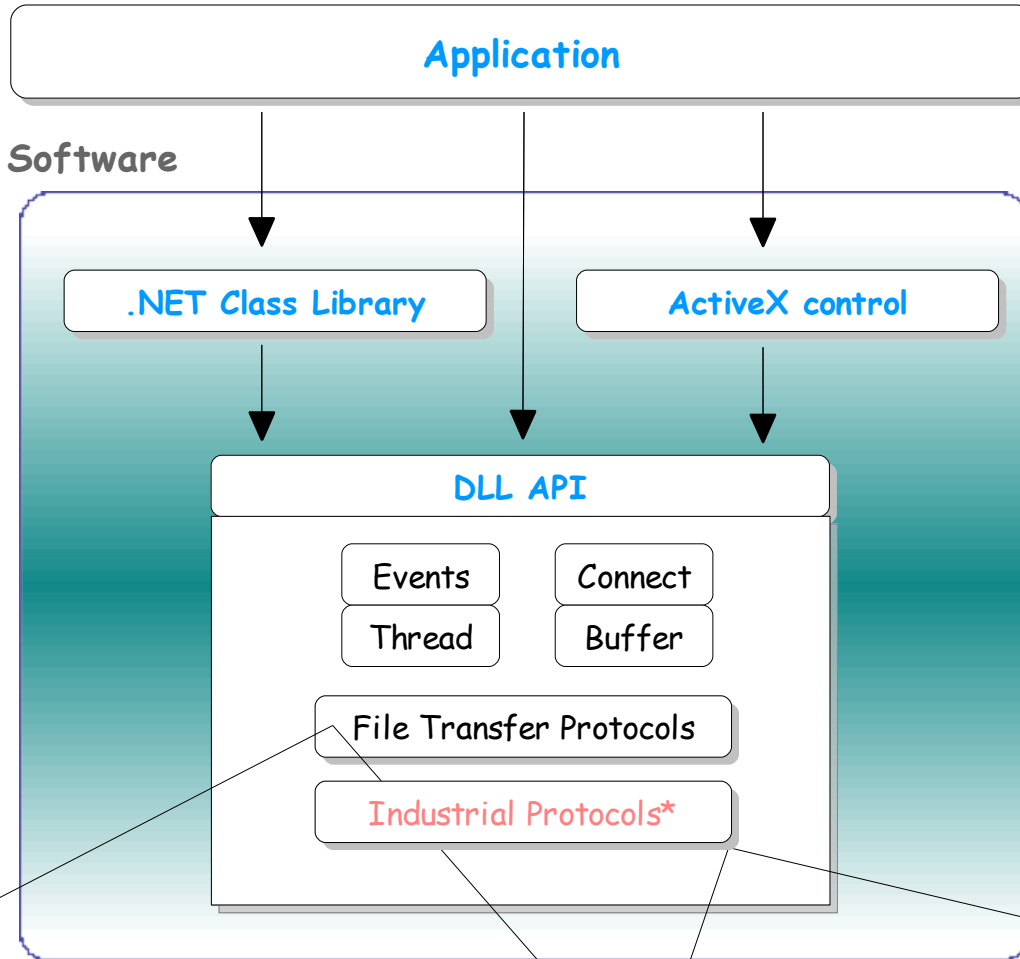 Application
Software
.NET Class Library
ActiveX control
DLL API
Events
Connect
Thread
Buffer
File Transfer Protocols
Industrial Protocols*